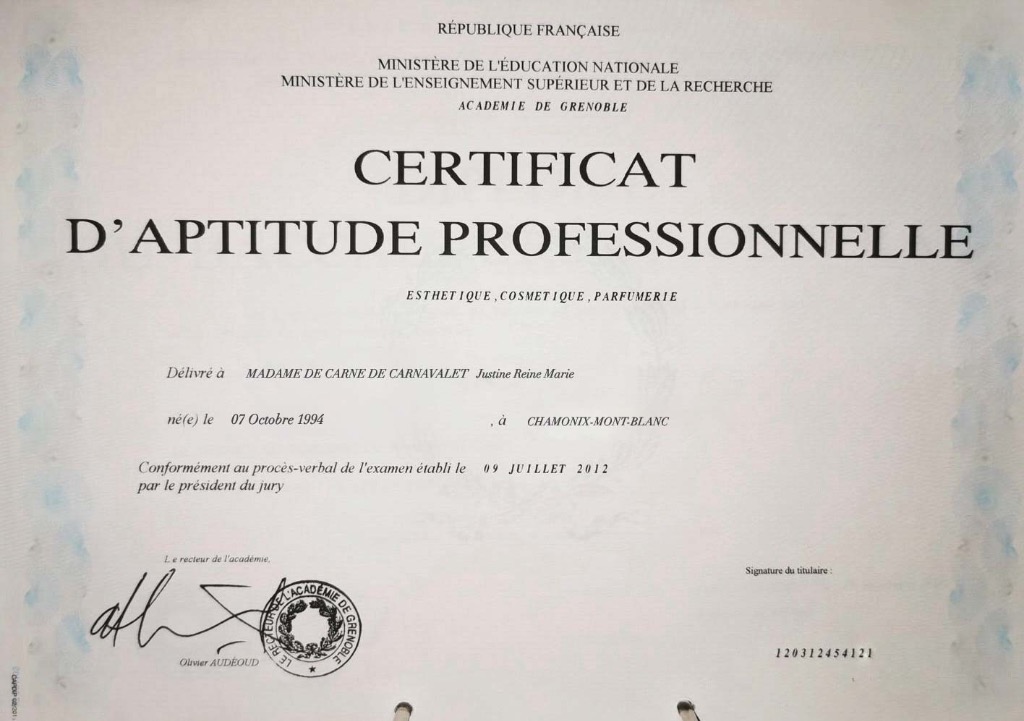 RÉPUBLIQUE FRANÇAISE
MINISTÈRE DE L'ÉDUCATION NATIONALE
MINISTÈRE DE L'ENSEIGNEMENT SUPÉRIEUR ET DE LA RECHERCHE
ACADEMIE DE GRENOBLE
CERTIFICAT
D'APTITUDE PROFESSIONNELLE
ESTHETIQUE,COSMETIQUE,PARFUMERIE
Délivré à MADAME DE CARNE DE CARNAVALET Justine Reine Marie
né(e) le 07 Octobre 1994 , à CHAMONIX-MONT-BLANC
Conformément au procès-verbal de l'examen établi le 09 JUILLET 2012
par le président du jury
Le recteur de l'académie,
Signature du titulaire :
LE RECTEUR DE L'ACADÉMIE DE GRENOBLE
Olivier AUDÉOUD
120312454121